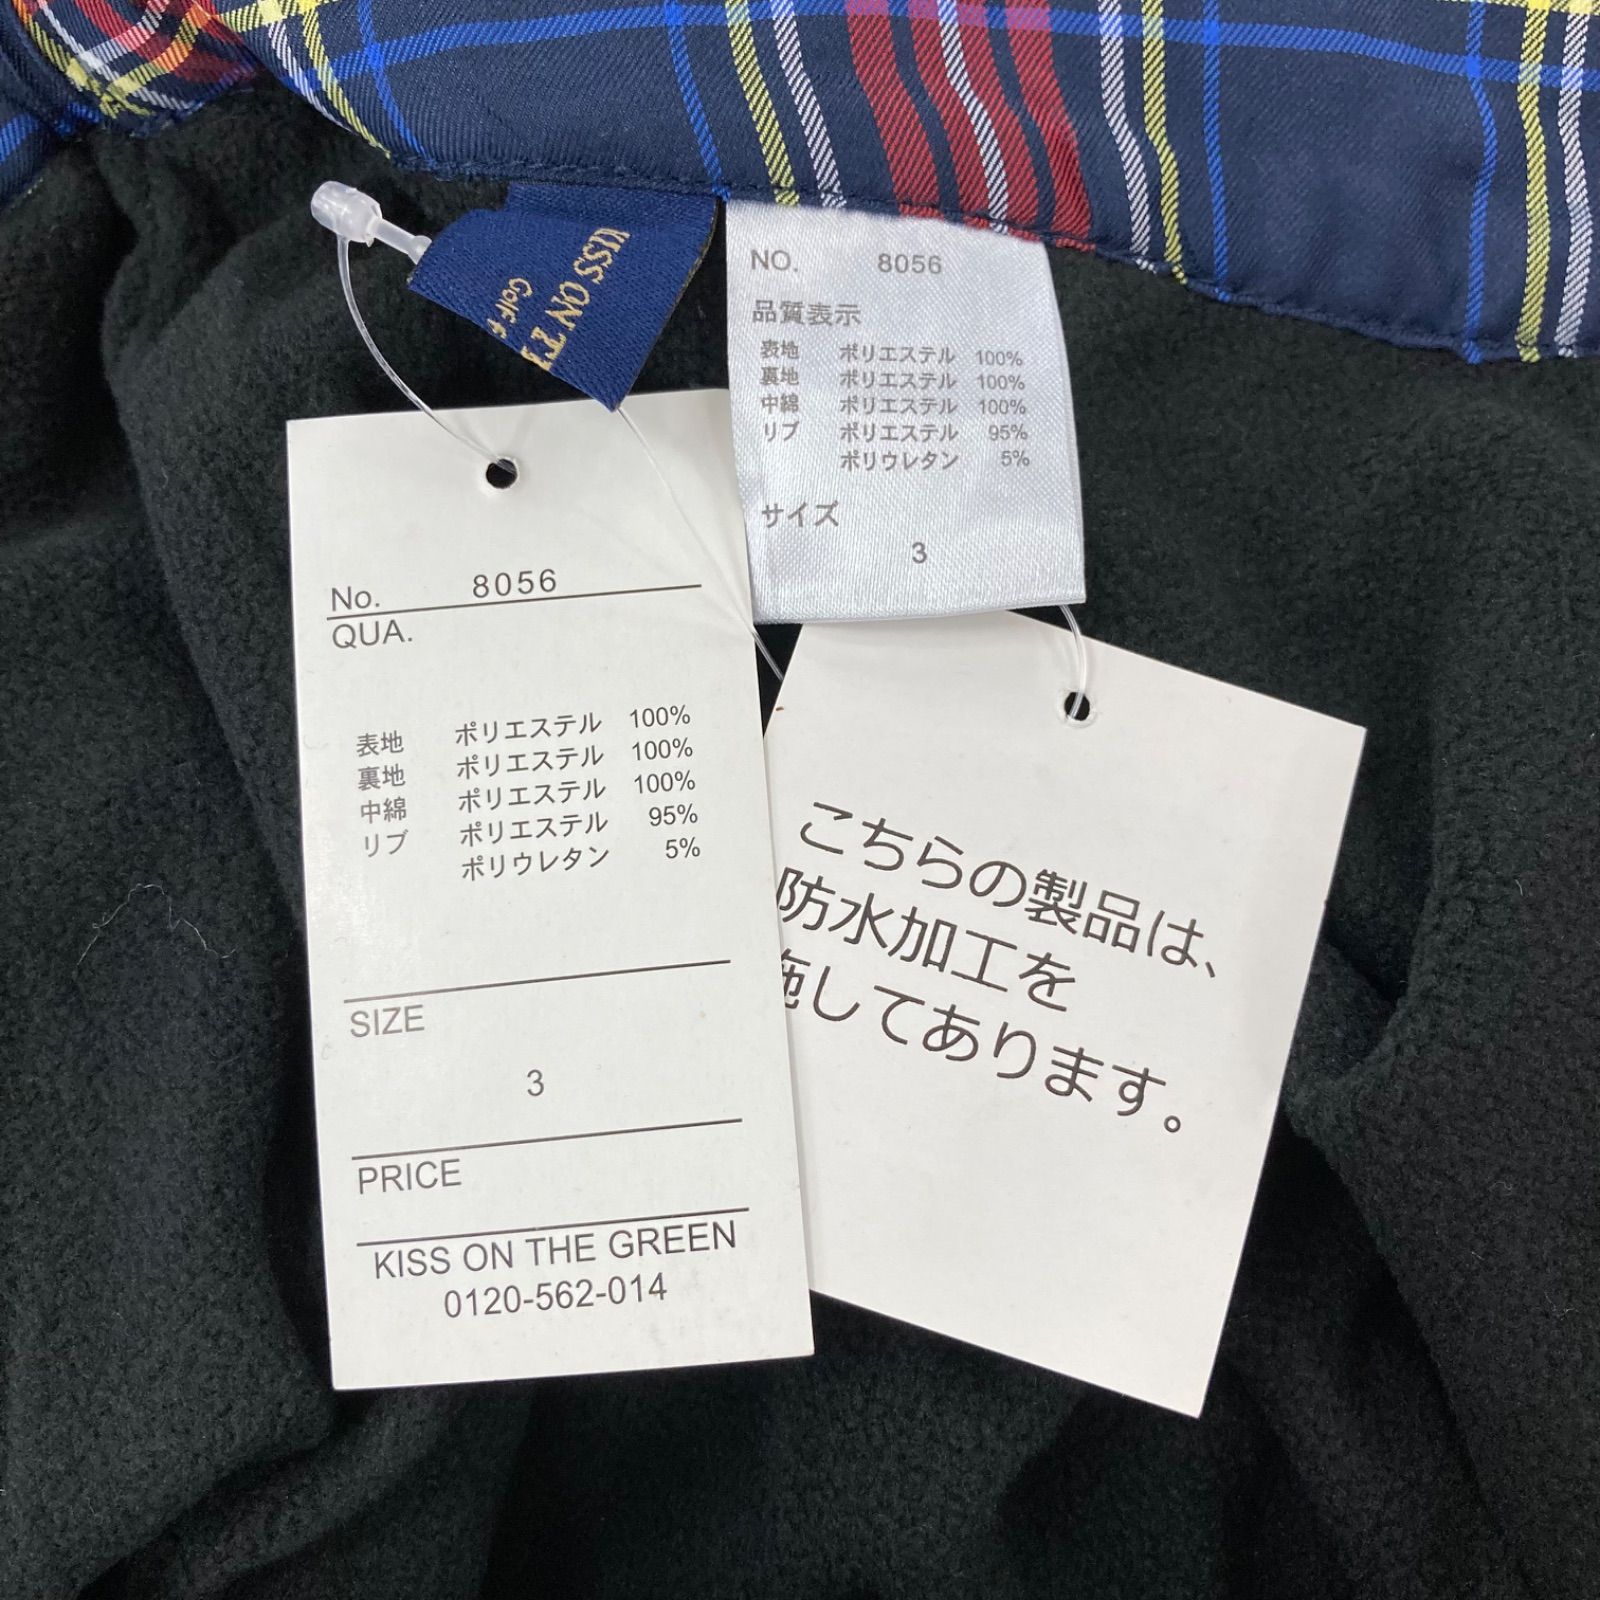 KISS ON
GOLF
NO. 8056
品質表示
表地 ポリエステル 100%
裏地 ポリエステル 100%
中綿 ポリエステル 100%
リブ ポリエステル 95%
ポリウレタン 5%
サイズ
3
No. 8056
QUA.
表地 ポリエステル 100%
裏地 ポリエステル 100%
中綿 ポリエステル 100%
リブ ポリエステル 95%
ポリウレタン 5%
SIZE
3
PRICE
KISS ON THE GREEN
0120-562-014
こちらの製品は、
防水加工を
施してあります。